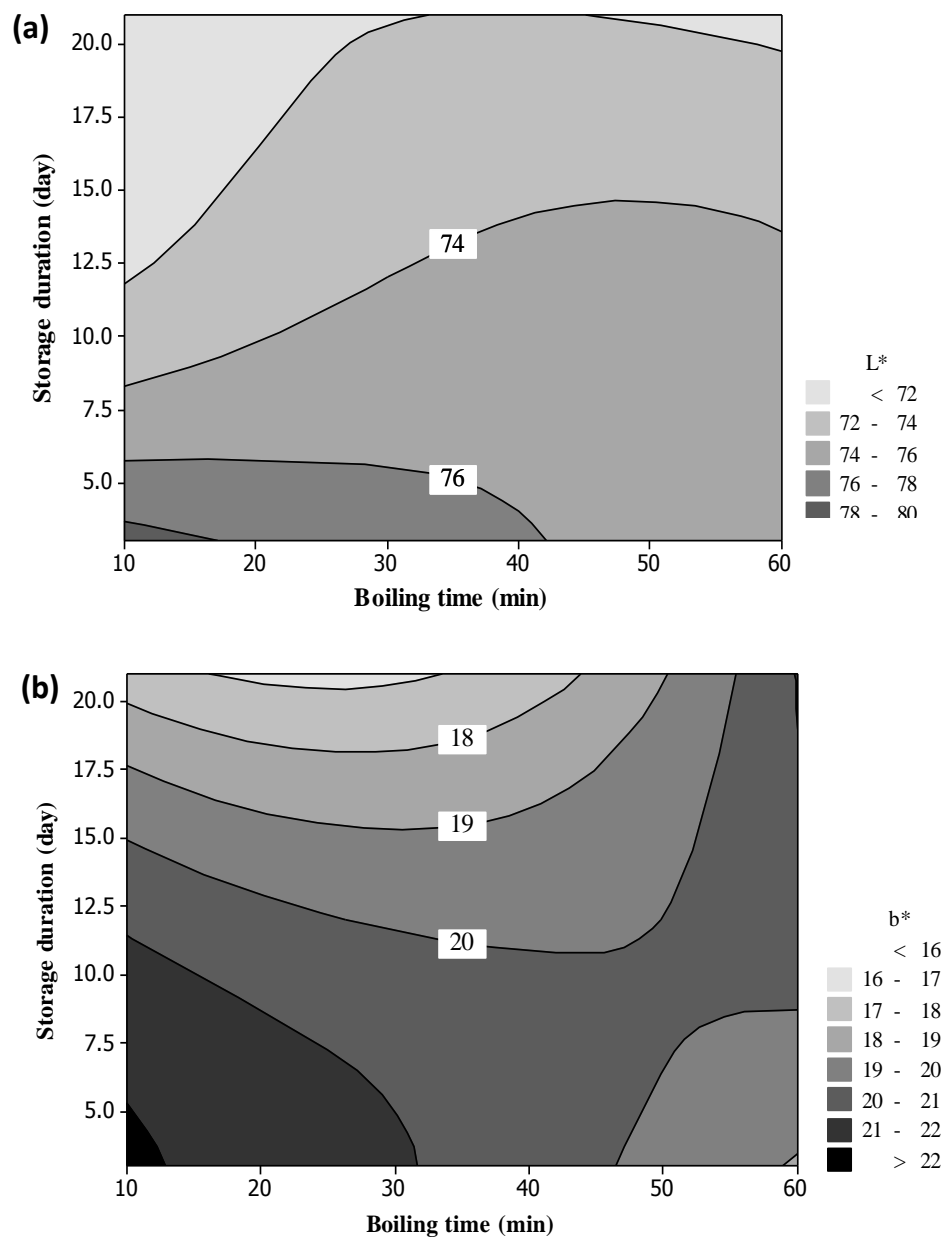 (a)
20.0
17.5
15.0
12.5
10.0
7.5
5.0
Storage duration (day)
74
76
10 20 30 40 50 60
Boiling time (min)
L*
< 72
72 - 74
74 - 76
76 - 78
78 - 80
(b)
20.0
17.5
15.0
12.5
10.0
7.5
5.0
Storage duration (day)
18
19
20
10 20 30 40 50 60
Boiling time (min)
b*
< 16
16 - 17
17 - 18
18 - 19
19 - 20
20 - 21
21 - 22
> 22